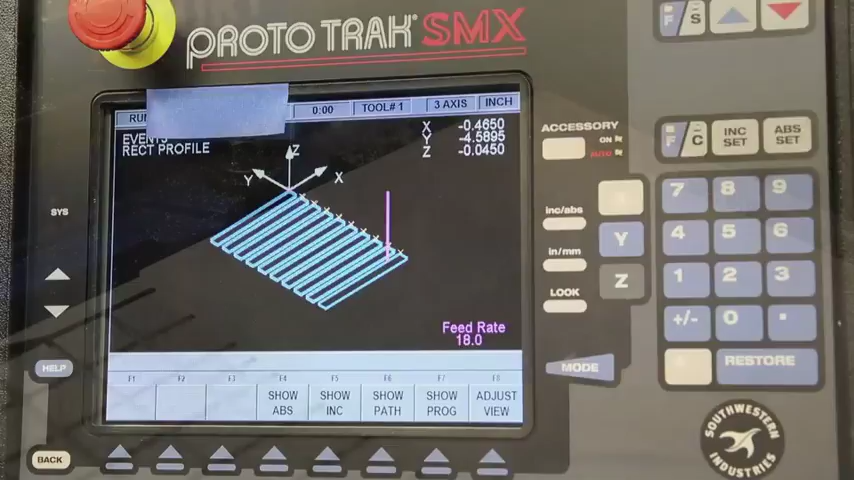 PROTO TRAK® SMX
F/S
0:00
TOOL# 1
3 AXIS
INCH
RECT PROFILE
X -0.4650
Y -4.5895
Z -0.0450
Z
Y
X
Feed Rate
18.0
F1
F2
F3
F4
F5
F6
F7
F8
SHOW ABS
SHOW INC
SHOW PATH
SHOW PROG
ADJUST VIEW
SYS
HELP
BACK
ACCESSORY
ON
AUTO
inc/abs
in/mm
LOOK
MODE
F/C
INC SET
ABS SET
Y
Z
7
8
9
4
5
6
1
2
3
+/-
0
.
RESTORE
SOUTHWESTERN
INDUSTRIES